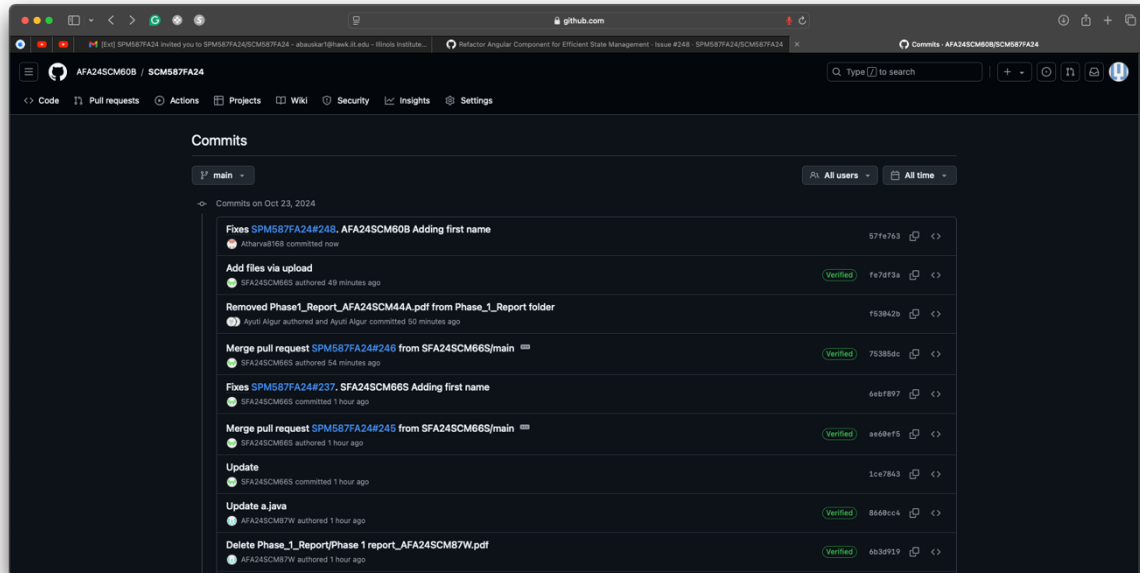 github.com
[Ext] SPM587FA24 invited you to SPM587FA24/SCM587FA24 - abauskar1@hawk.iit.edu - Illinois Institute...
Refactor Angular Component for Efficient State Management · Issue #248 · SPM587FA24/SCM587FA24
Commits · AFA24SCM60B/SCM587FA24
AFA24SCM60B / SCM587FA24
Type / to search
Code
Pull requests
Actions
Projects
Wiki
Security
Insights
Settings
Commits
main
All users
All time
Commits on Oct 23, 2024
Fixes SPM587FA24#248. AFA24SCM60B Adding first name
Atharva8168 committed now
57fe763
Add files via upload
SFA24SCM66S authored 49 minutes ago
Verified
fe7df3a
Removed Phase1_Report_AFA24SCM44A.pdf from Phase_1_Report folder
Ayuti Algur authored and Ayuti Algur committed 50 minutes ago
f53042b
Merge pull request SPM587FA24#246 from SFA24SCM66S/main
SFA24SCM66S authored 54 minutes ago
Verified
75385dc
Fixes SPM587FA24#237. SFA24SCM66S Adding first name
SFA24SCM66S committed 1 hour ago
6ebf897
Merge pull request SPM587FA24#245 from SFA24SCM66S/main
SFA24SCM66S authored 1 hour ago
Verified
ae60ef5
Update
SFA24SCM66S committed 1 hour ago
1ce7843
Update a.java
AFA24SCM87W authored 1 hour ago
Verified
8660cc4
Delete Phase_1_Report/Phase 1 report_AFA24SCM87W.pdf
AFA24SCM87W authored 1 hour ago
Verified
6b3d919